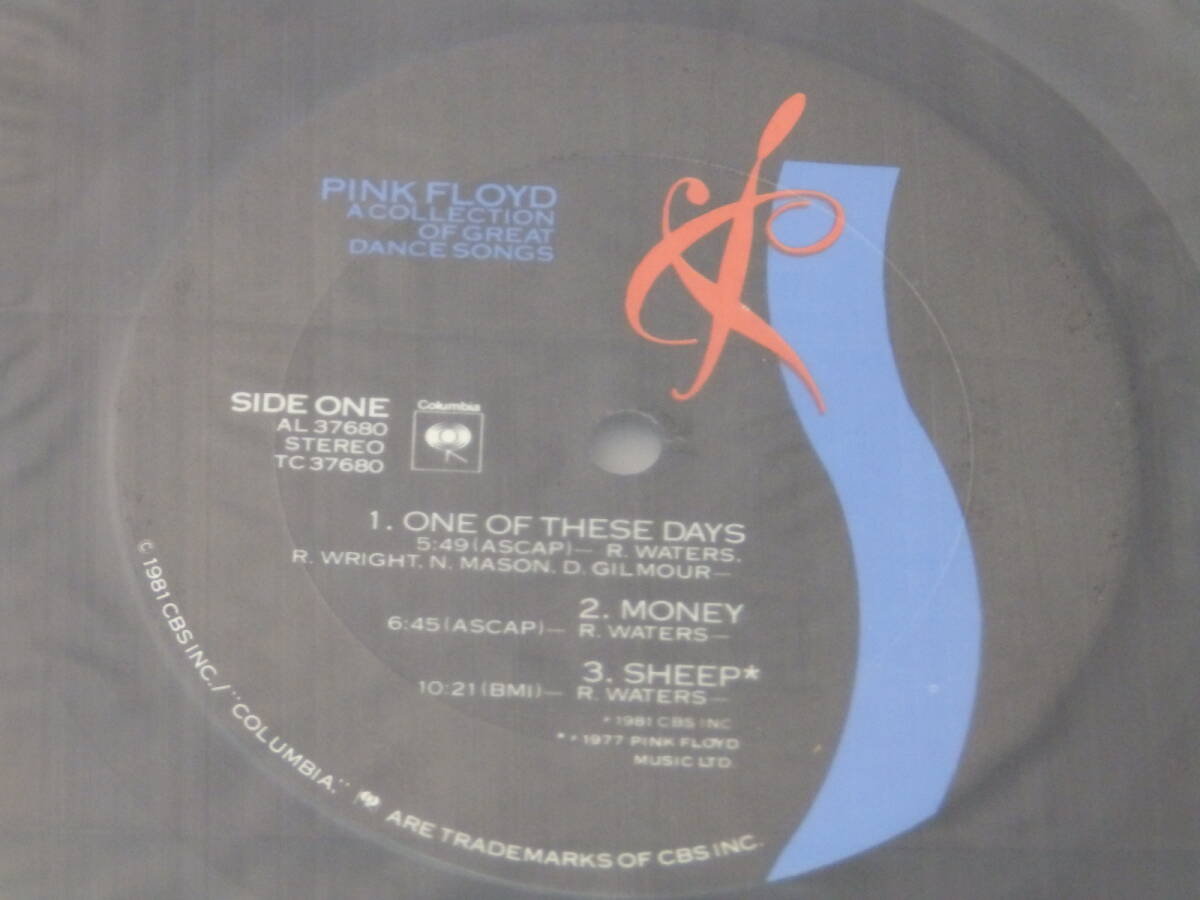 PINK FLOYD
A COLLECTION
OF GREAT
DANCE SONGS
SIDE ONE
AL 37680
STEREO
TC 37680
Columbia
1. ONE OF THESE DAYS
5:49 (ASCAP)— R. WATERS,
R. WRIGHT, N. MASON, D. GILMOUR—
2. MONEY
6:45 (ASCAP)— R. WATERS—
3. SHEEP*
10:21 (BMI)— R. WATERS—
1981 CBS INC
* 1977 PINK FLOYD
MUSIC LTD.
© 1981 CBS INC./ "COLUMBIA," ARE TRADEMARKS OF CBS INC.